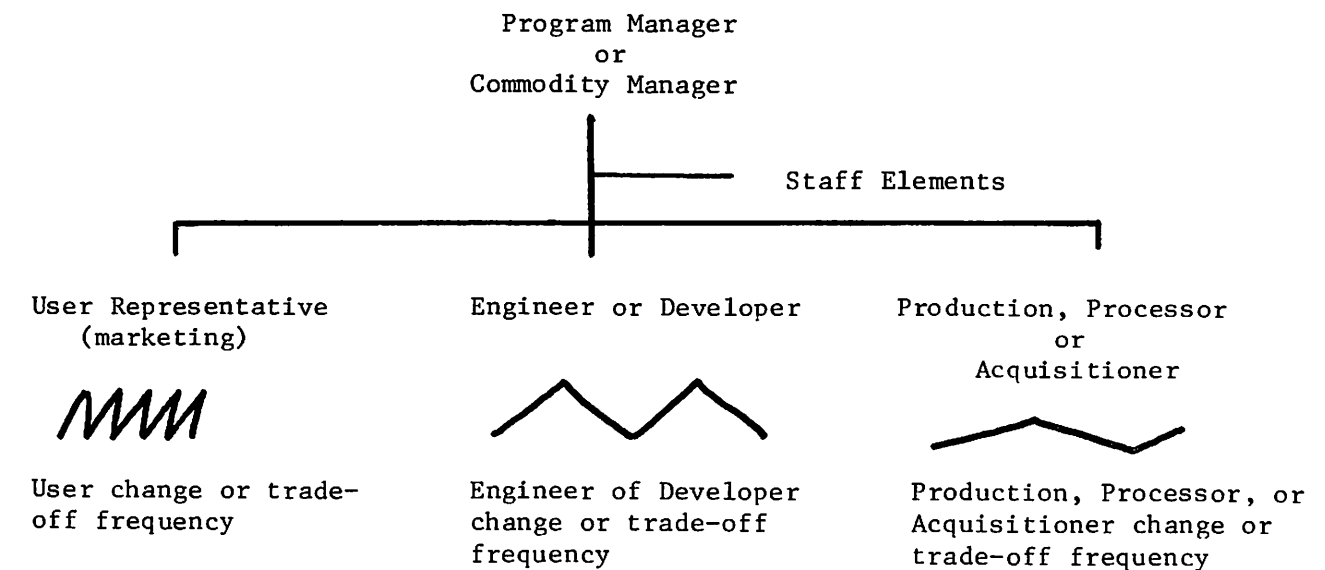 Program Manager
or
Commodity Manager
Staff Elements
User Representative
(marketing)
Engineer or Developer
Production, Processor
or
Acquisitioner
User change or trade-
off frequency
Engineer of Developer
change or trade-off
frequency
Production, Processor, or
Acquisitioner change or
trade-off frequency